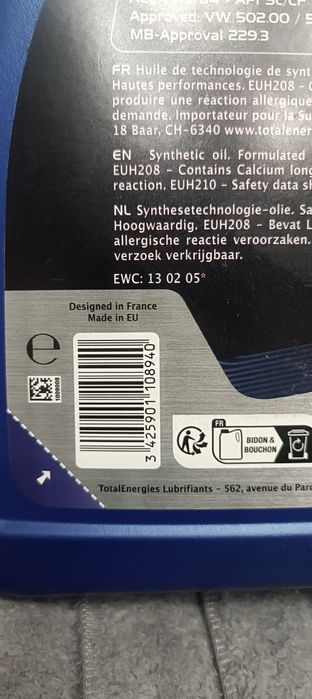 Approved: VW 502.00 /
MB-Approval 229.3
FR Huile de technologie de synt
Hautes performances. EUH208 –
produire une réaction allergique
demande. Importateur pour la Su
18 Baar, CH-6340 www.totalener
EN Synthetic oil. Formulated
EUH208 – Contains Calcium long
reaction. EUH210 – Safety data sh
NL Synthesetechnologie-olie. Sa
Hoogwaardig. EUH208 – Bevat L
allergische reactie veroorzaken.
verzoek verkrijgbaar.
EWC: 13 02 05*
Designed in France
Made in EU
e
1009008
3 425901 108940
FR
BIDON &
BOUCHON
TotalEnergies Lubrifiants – 562, avenue du Parc